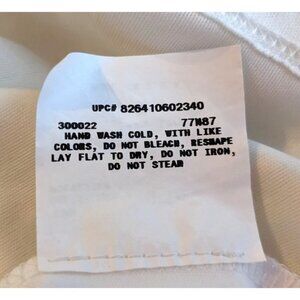 UPC# 826410602340
300022 77M87
HAND WASH COLD, WITH LIKE
COLORS, DO NOT BLEACH, RESHAPE
LAY FLAT TO DRY, DO NOT IRON,
DO NOT STEAM